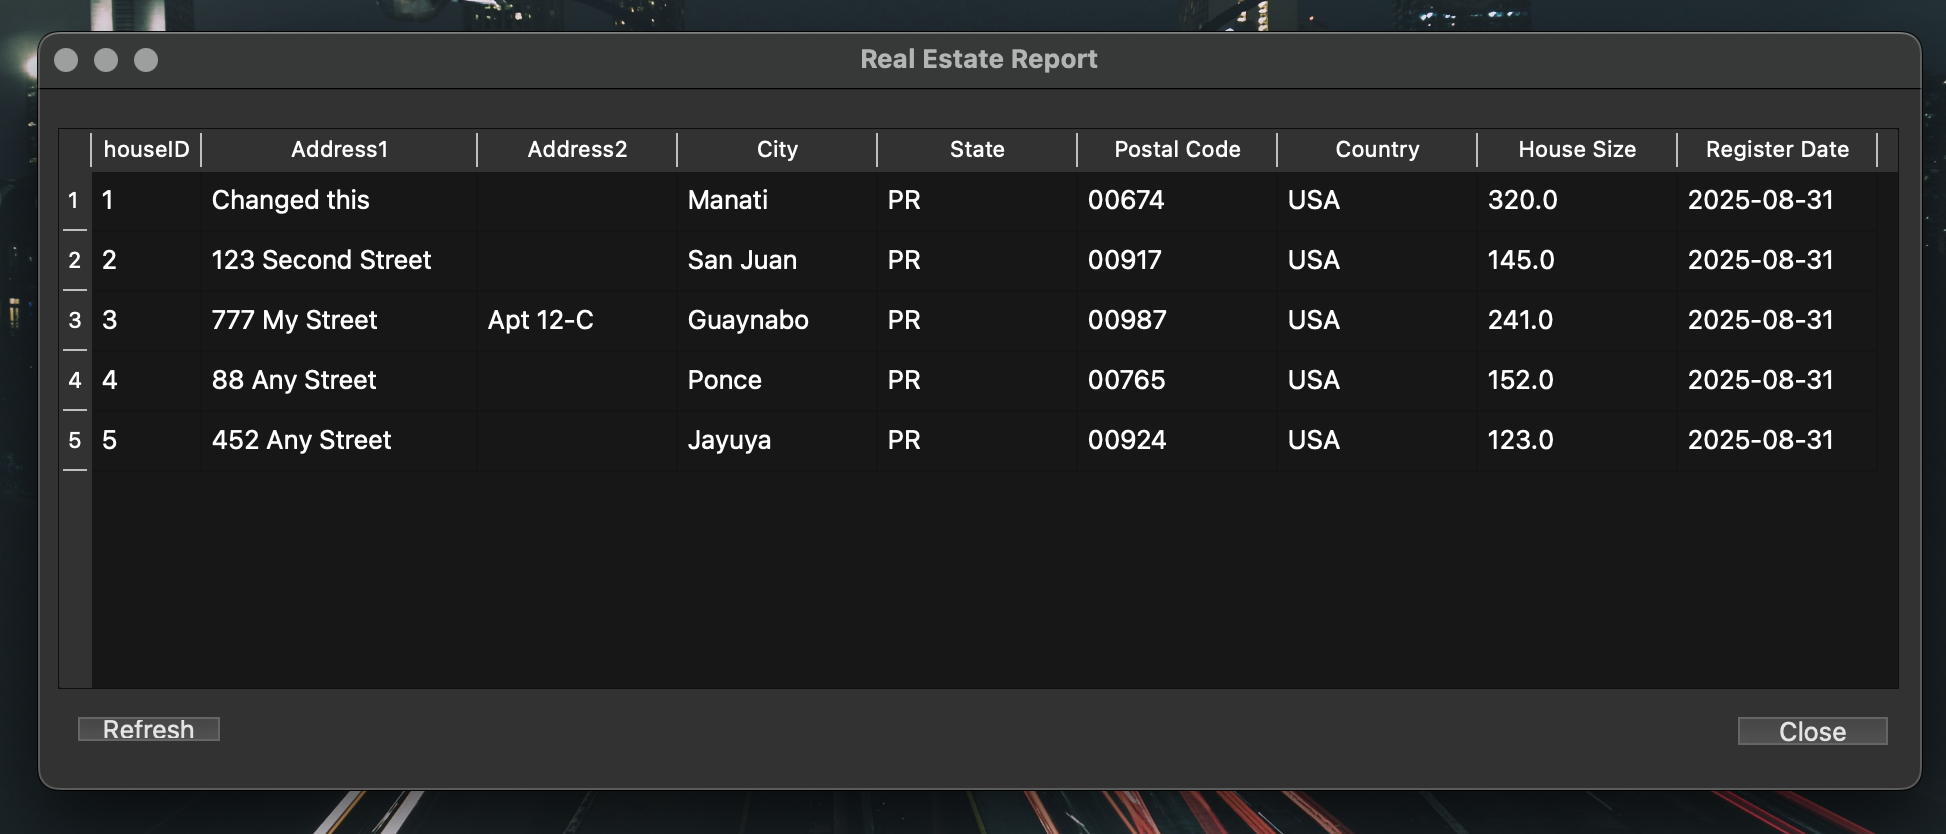 Real Estate Report
houseID Address1 Address2 City State Postal Code Country House Size Register Date
1 1 Changed this Manati PR 00674 USA 320.0 2025-08-31
2 2 123 Second Street San Juan PR 00917 USA 145.0 2025-08-31
3 3 777 My Street Apt 12-C Guaynabo PR 00987 USA 241.0 2025-08-31
4 4 88 Any Street Ponce PR 00765 USA 152.0 2025-08-31
5 5 452 Any Street Jayuya PR 00924 USA 123.0 2025-08-31
Refresh Close